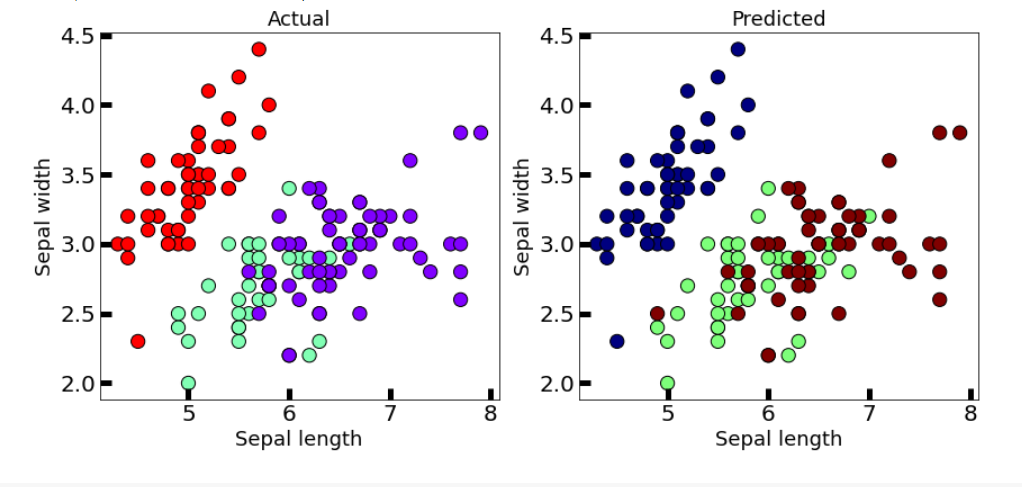 Actual
4.5
4.0
3.5
3.0
2.5
2.0
Sepal width
5 6 7 8
Sepal length
Predicted
4.5
4.0
3.5
3.0
2.5
2.0
Sepal width
5 6 7 8
Sepal length